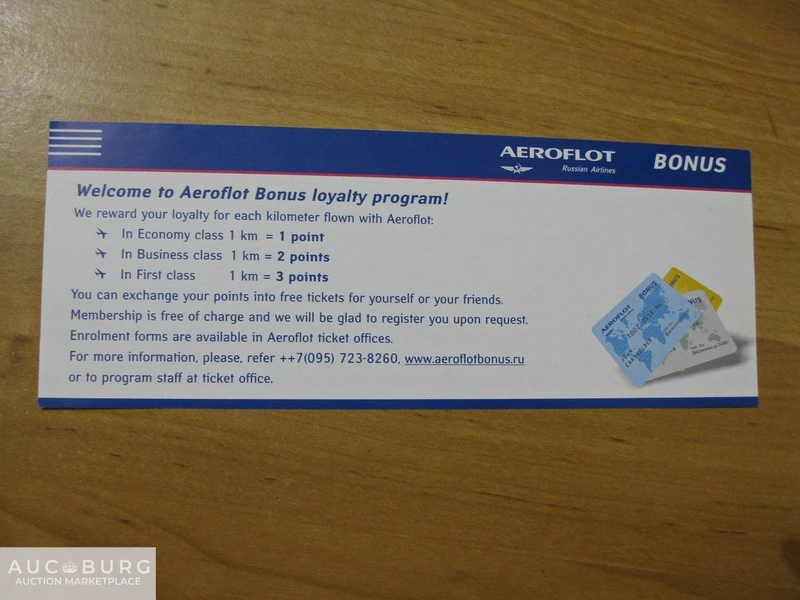 AEROFLOT
Russian Airlines
BONUS
Welcome to Aeroflot Bonus loyalty program!
We reward your loyalty for each kilometer flown with Aeroflot:
In Economy class 1 km = 1 point
In Business class 1 km = 2 points
In First class 1 km = 3 points
You can exchange your points into free tickets for yourself or your friends.
Membership is free of charge and we will be glad to register you upon request.
Enrolment forms are available in Aeroflot ticket offices.
For more information, please, refer ++7(095) 723-8260, www.aeroflotbonus.ru
or to program staff at ticket office.
AEROFLOT BONUS
AUCBURG
AUCTION MARKETPLACE